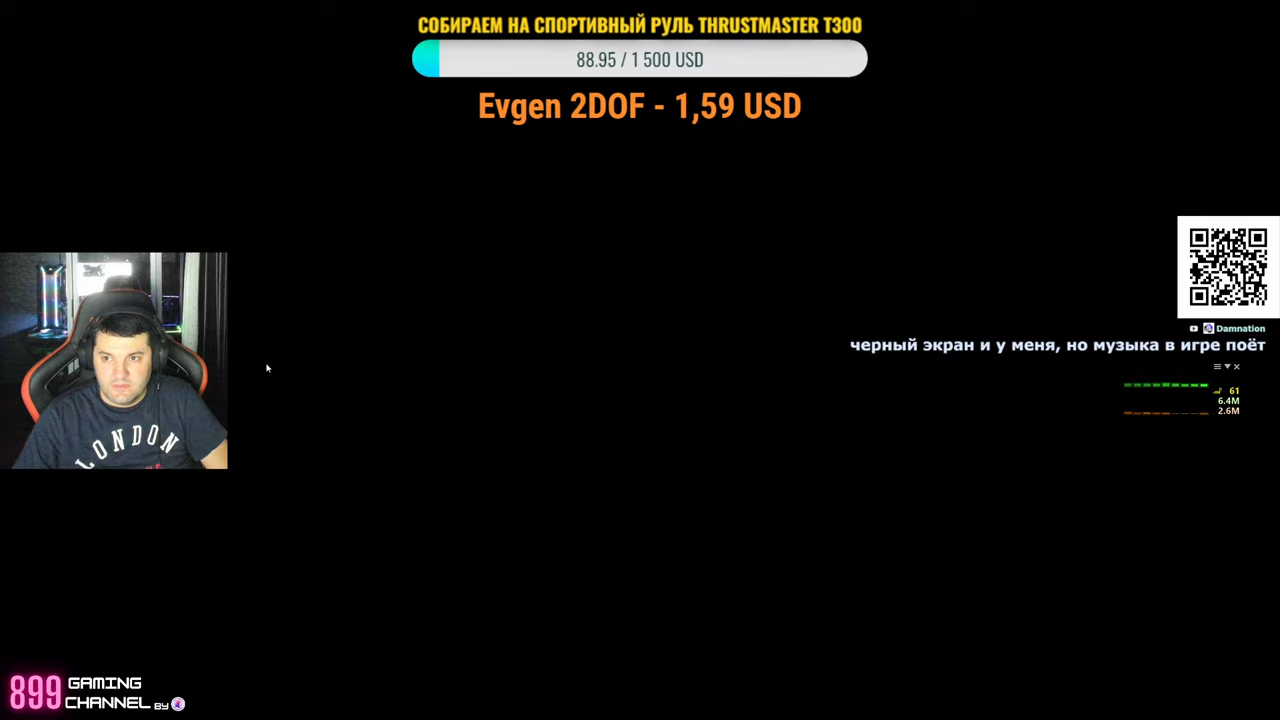 СОБИРАЕМ НА СПОРТИВНЫЙ РУЛЬ THRUSTMASTER T300
88.95 / 1 500 USD
Evgen 2DOF - 1,59 USD
Damnation
черный экран и у меня, но музыка в игре поёт
61
6.4M
2.6M
LONDON
899 GAMING
CHANNEL BY